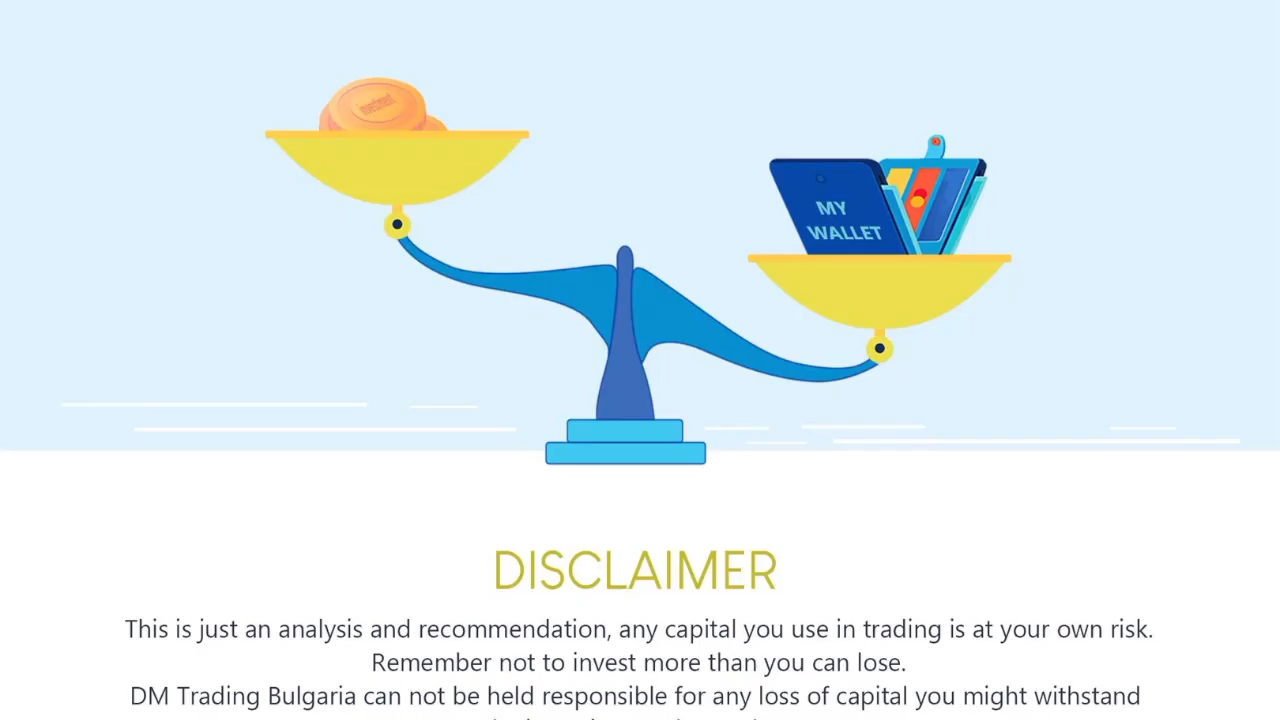 Investment
MY
WALLET
DISCLAIMER
This is just an analysis and recommendation, any capital you use in trading is at your own risk.
Remember not to invest more than you can lose.
DM Trading Bulgaria can not be held responsible for any loss of capital you might withstand